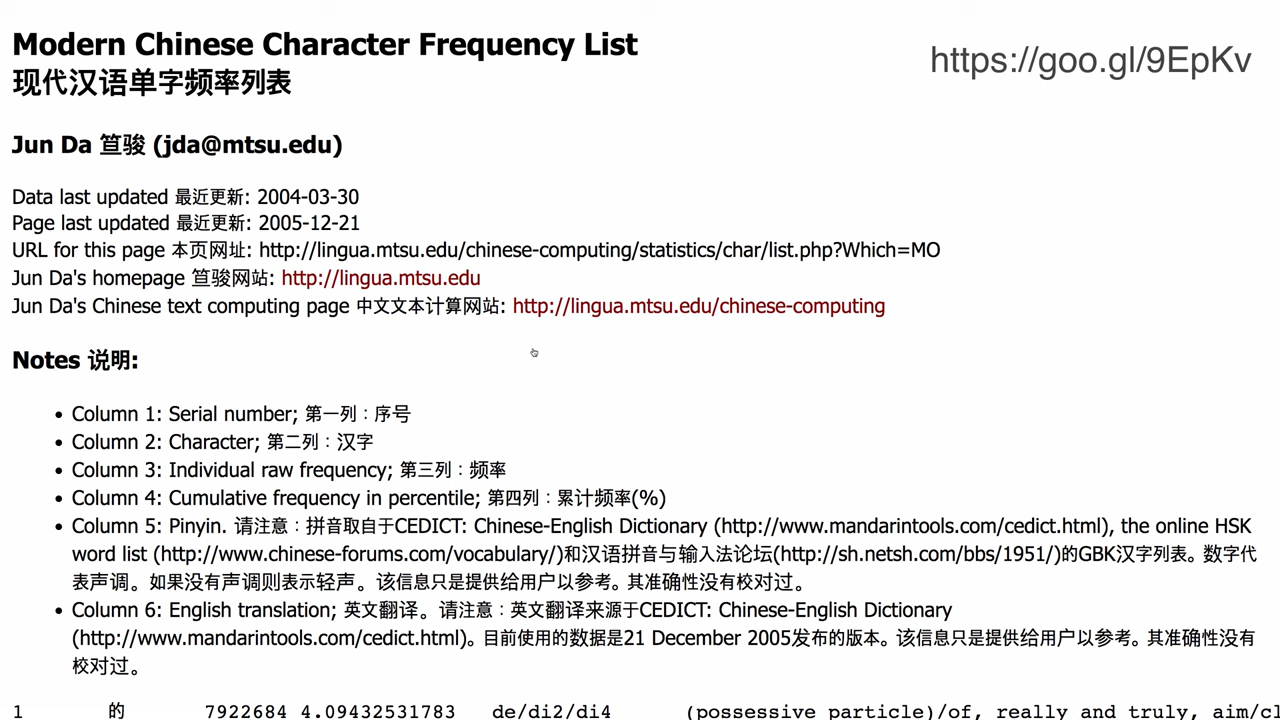 Modern Chinese Character Frequency List
https://goo.gl/9EpKv
现代汉语单字频率列表
Jun Da 笪骏 (jda@mtsu.edu)
Data last updated 最近更新: 2004-03-30
Page last updated 最近更新: 2005-12-21
URL for this page 本页网址: http://lingua.mtsu.edu/chinese-computing/statistics/char/list.php?Which=MO
Jun Da's homepage 笪骏网站: http://lingua.mtsu.edu
Jun Da's Chinese text computing page 中文文本计算网站: http://lingua.mtsu.edu/chinese-computing
Notes 说明:
• Column 1: Serial number; 第一列：序号
• Column 2: Character; 第二列：汉字
• Column 3: Individual raw frequency; 第三列：频率
• Column 4: Cumulative frequency in percentile; 第四列：累计频率(%)
• Column 5: Pinyin. 请注意：拼音取自于CEDICT: Chinese-English Dictionary (http://www.mandarintools.com/cedict.html), the online HSK
word list (http://www.chinese-forums.com/vocabulary/)和汉语拼音与输入法论坛(http://sh.netsh.com/bbs/1951/)的GBK汉字列表。数字代
表声调。如果没有声调则表示轻声。该信息只是提供给用户以参考。其准确性没有校对过。
• Column 6: English translation; 英文翻译。请注意：英文翻译来源于CEDICT: Chinese-English Dictionary
(http://www.mandarintools.com/cedict.html)。目前使用的数据是21 December 2005发布的版本。该信息只是提供给用户以参考。其准确性没有
校对过。
1 的 7922684 4.09432531783 de/di2/di4 (possessive particle)/of, really and truly, aim/cl